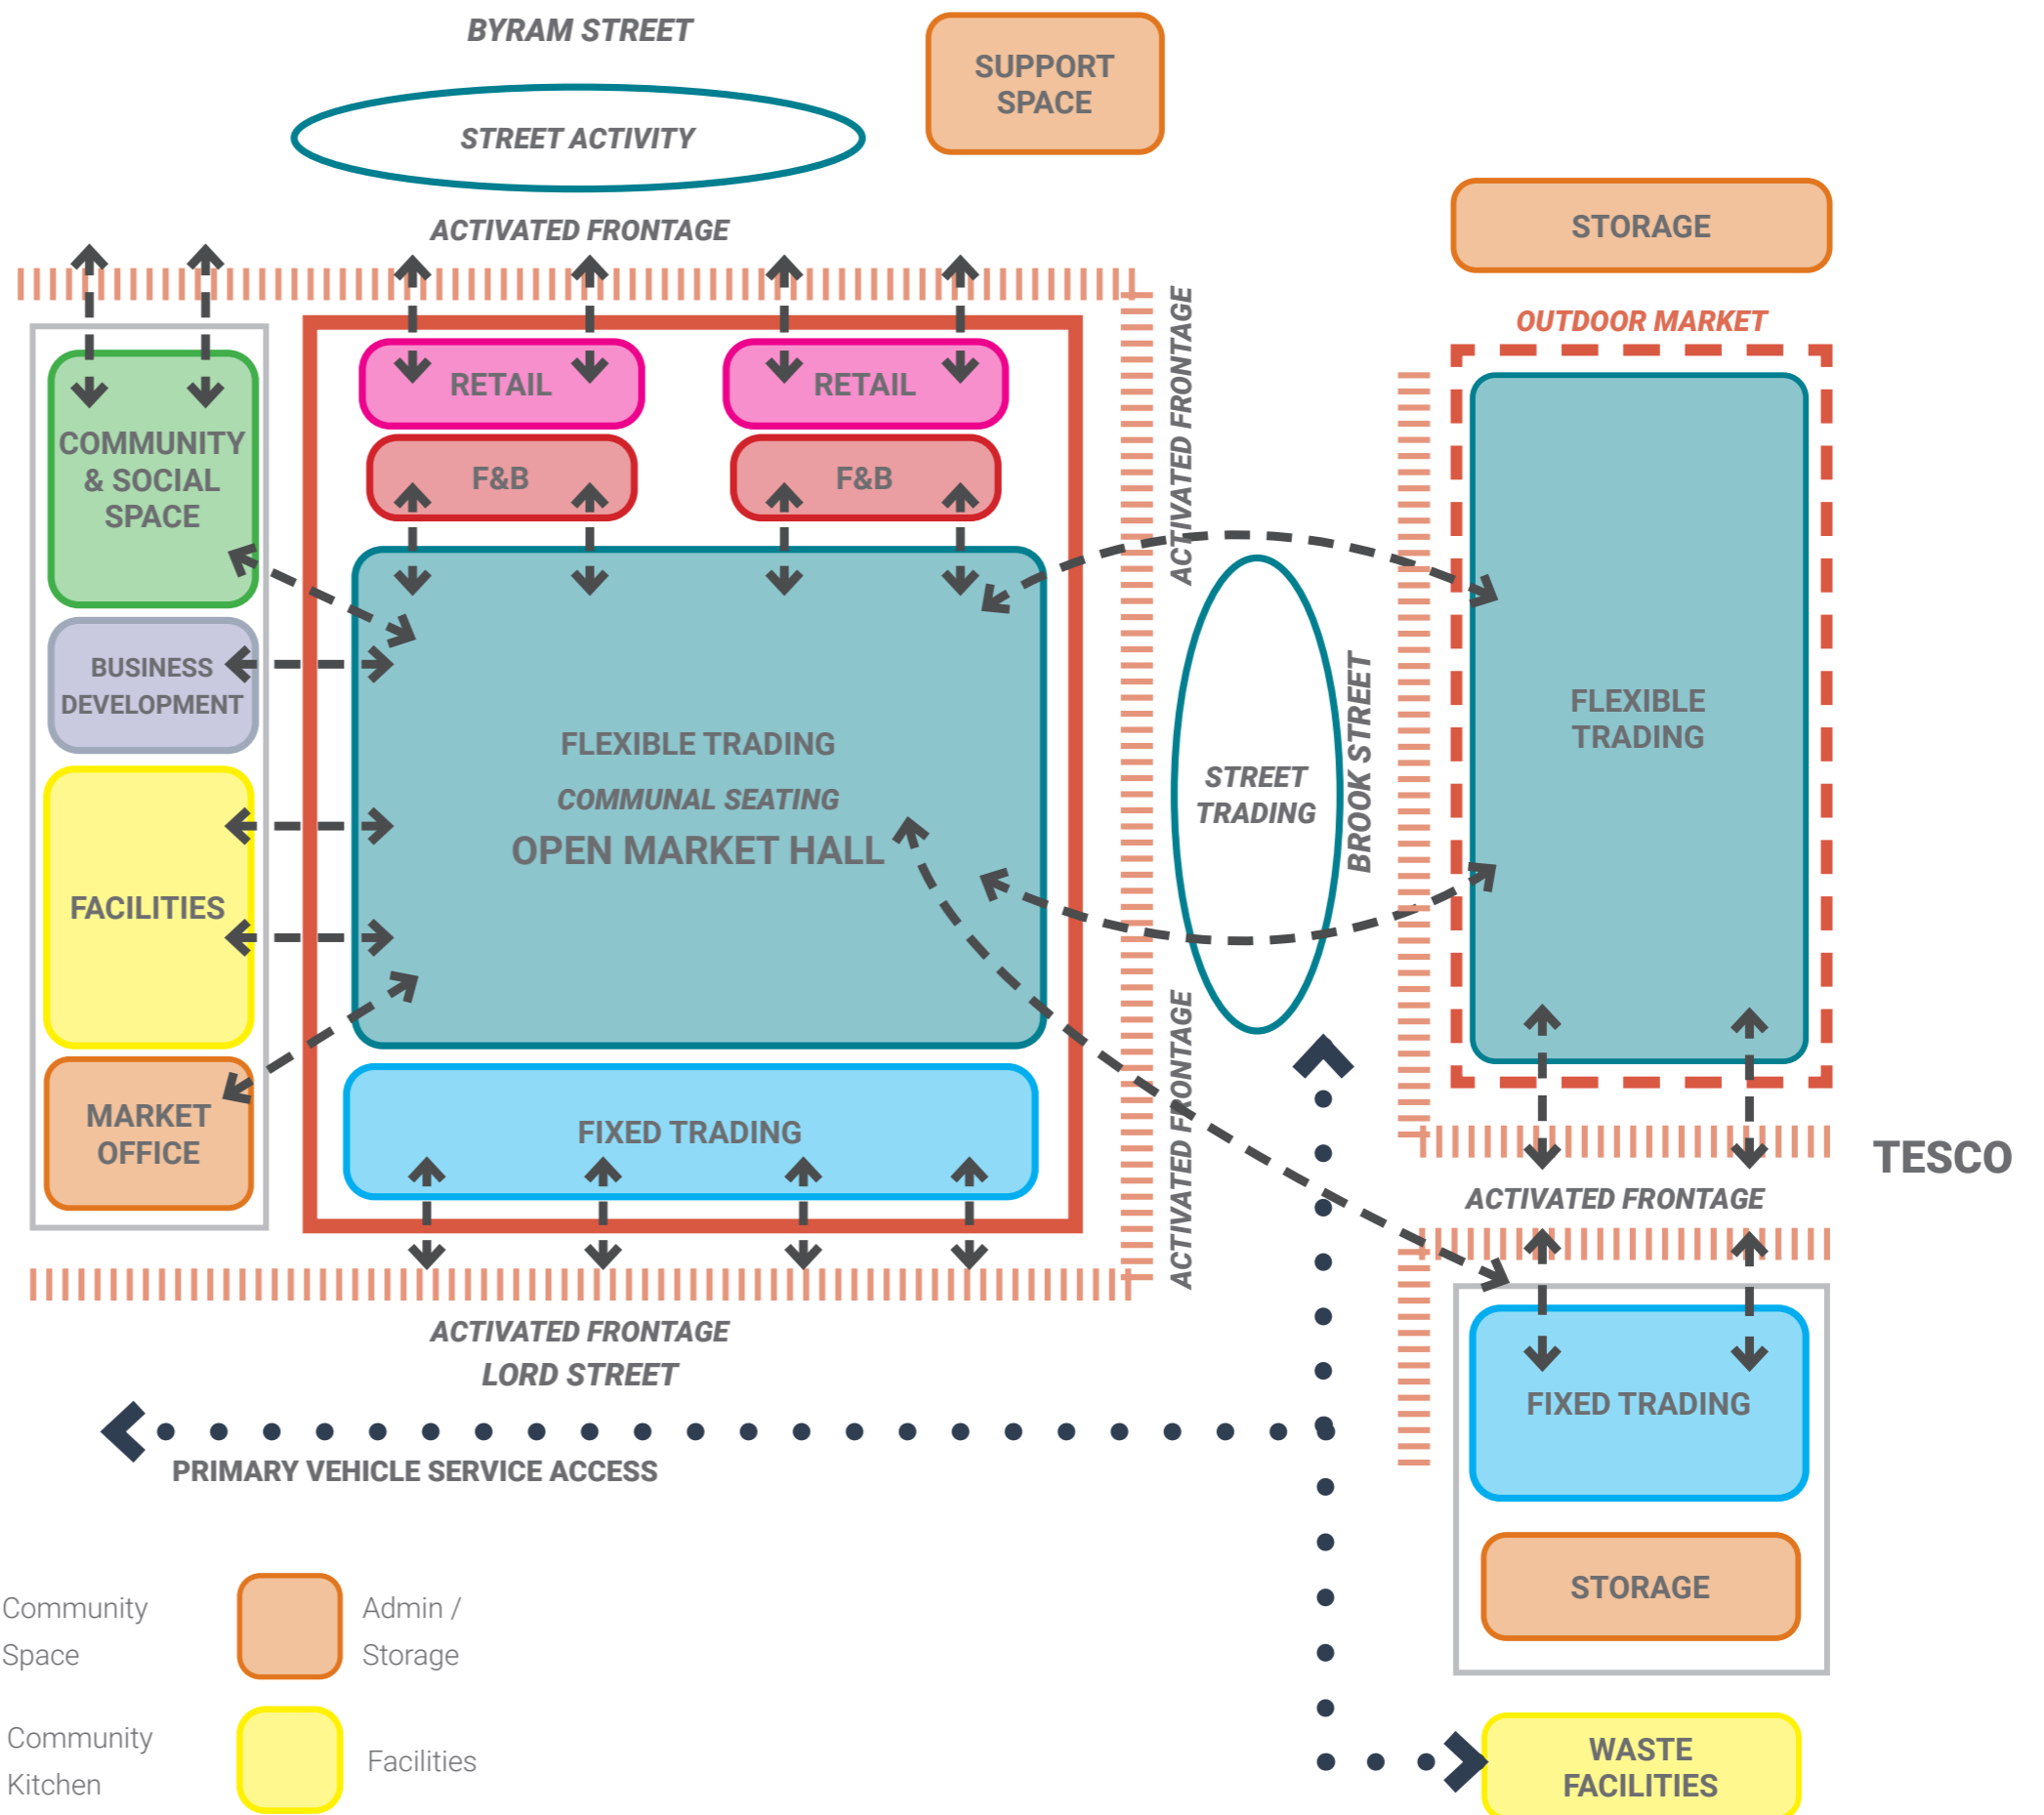 BYRAM STREET
SUPPORT
SPACE
STREET ACTIVITY
STORAGE
ACTIVATED FRONTAGE
OUTDOOR MARKET
ACTIVATED FRONTAGE
RETAIL
RETAIL
COMMUNITY
& SOCIAL
SPACE
F&B
F&B
BUSINESS
DEVELOPMENT
FLEXIBLE TRADING
COMMUNAL SEATING
OPEN MARKET HALL
STREET
TRADING
BROOK STREET
FLEXIBLE
TRADING
FACILITIES
MARKET
OFFICE
FIXED TRADING
ACTIVATED FRONTAGE
TESCO
ACTIVATED FRONTAGE
ACTIVATED FRONTAGE
LORD STREET
FIXED TRADING
PRIMARY VEHICLE SERVICE ACCESS
STORAGE
Community
Space
Admin /
Storage
Community
Kitchen
Facilities
WASTE
FACILITIES